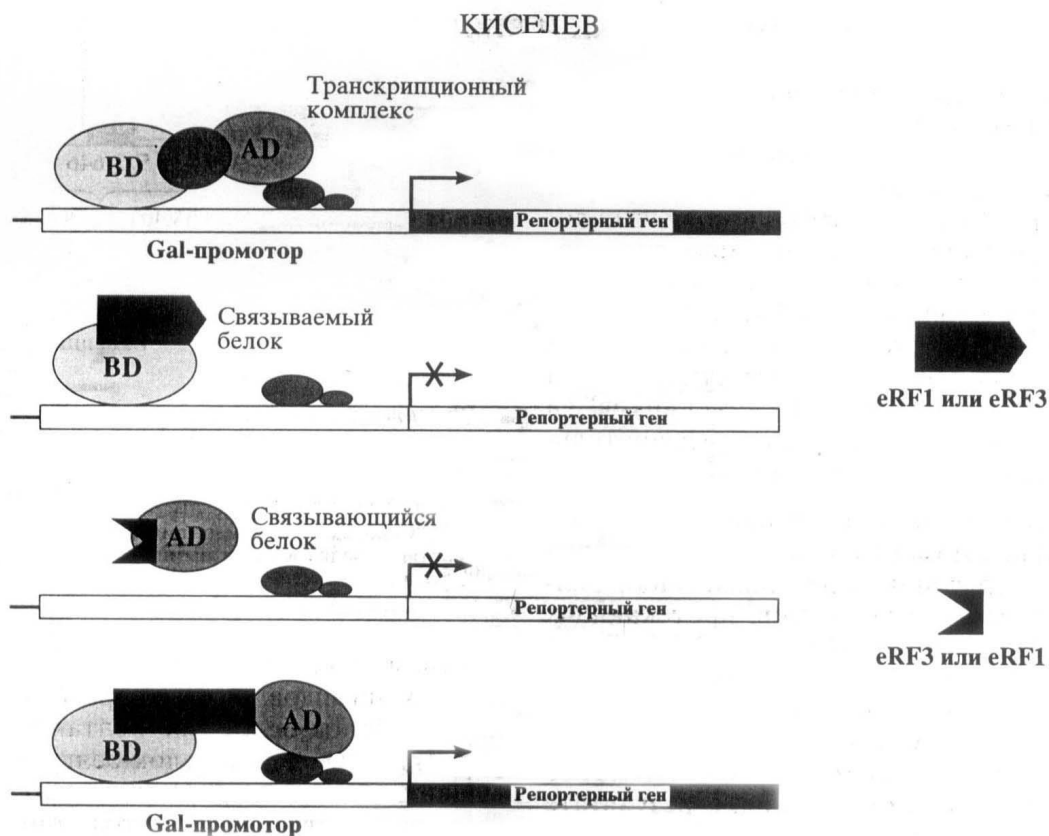 КИСЕЛЕВ
Транскрипционный
комплекс
BD
AD
Репортерный ген
Gal-промотор
Связываемый
белок
BD
Репортерный ген
eRF1 или eRF3
Связывающийся
белок
AD
Репортерный ген
eRF3 или eRF1
BD
AD
Репортерный ген
Gal-промотор